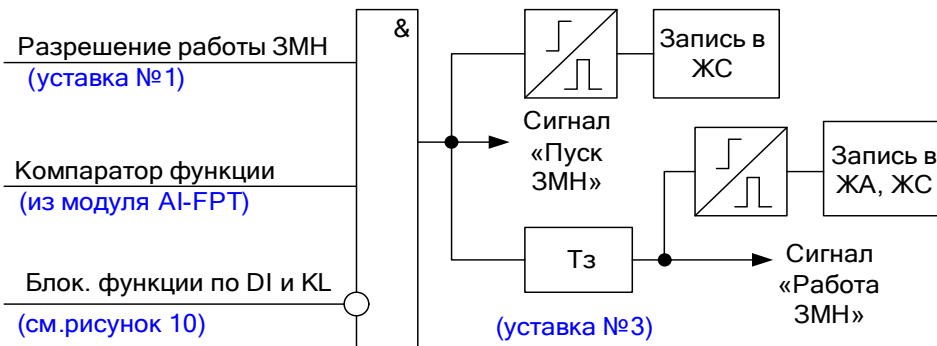 Разрешение работы ЗМН
(уставка №1)
Компаратор функции
(из модуля AI-FPT)
Блок. функции по DI и KL
(см.рисунок 10)
&
Запись в
ЖС
Сигнал
«Пуск
ЗМН»
Запись в
ЖА, ЖС
Тз
(уставка №3)
Сигнал
«Работа
ЗМН»